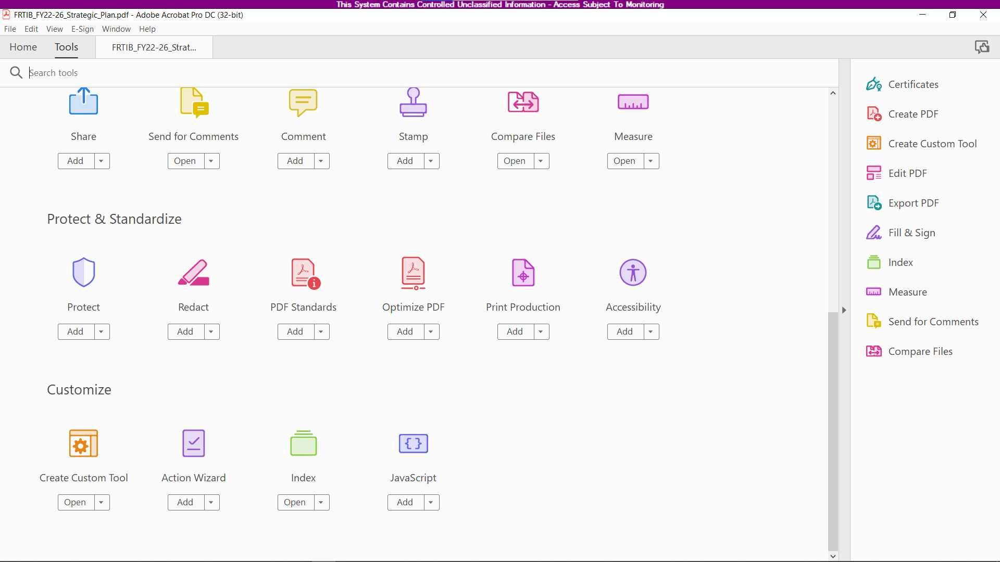 This System Contains Controlled Unclassified Information - Access Subject To Monitoring
FRTIB_FY22-26_Strategic_Plan.pdf - Adobe Acrobat Pro DC (32-bit)
File Edit View E-Sign Window Help
Home Tools FRTIB_FY22-26_Strat...
Search tools
Share Send for Comments Comment Stamp Compare Files Measure
Add Open Add Add Open Open
Protect & Standardize
Protect Redact PDF Standards Optimize PDF Print Production Accessibility
Add Add Add Add Add Add
Customize
Create Custom Tool Action Wizard Index JavaScript
Open Add Open Add
Certificates
Create PDF
Create Custom Tool
Edit PDF
Export PDF
Fill & Sign
Index
Measure
Send for Comments
Compare Files